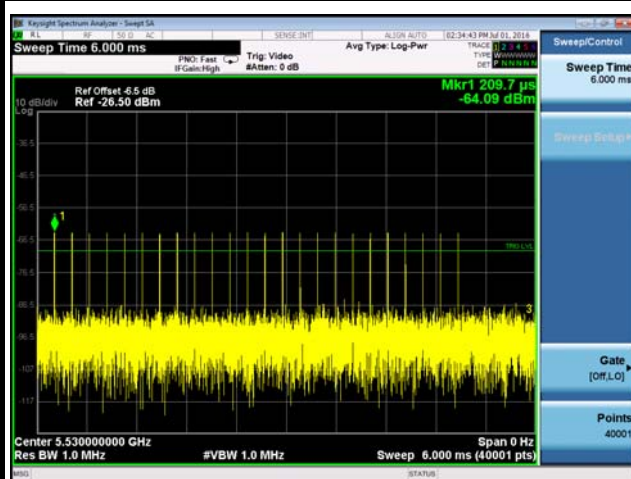 Keysight Spectrum Analyzer - Swept SA
RL RF 50 Ω AC SENSE:INT ALIGN AUTO 02:34:43 PM Jul 01, 2016
Sweep Time 6.000 ms
PNO: Fast
IFGain:High
Trig: Video
#Atten: 0 dB
Avg Type: Log-Pwr
TRACE 1 2 3 4 5 6
TYPE
DET P N N N N N
Ref Offset -6.5 dB
Ref -26.50 dBm
Mkr1 209.7 µs
-64.09 dBm
10 dB/div
Log
-36.5
-46.5
-56.5
-66.5
-76.5
-86.5
-96.5
-107
-117
1
TRIG LVL
3
Center 5.530000000 GHz
Span 0 Hz
Res BW 1.0 MHz
#VBW 1.0 MHz
Sweep 6.000 ms (40001 pts)
MSG
STATUS
Sweep/Control
Sweep Time
6.000 ms
Sweep Setup
Gate
[Off,LO]
Points
40001